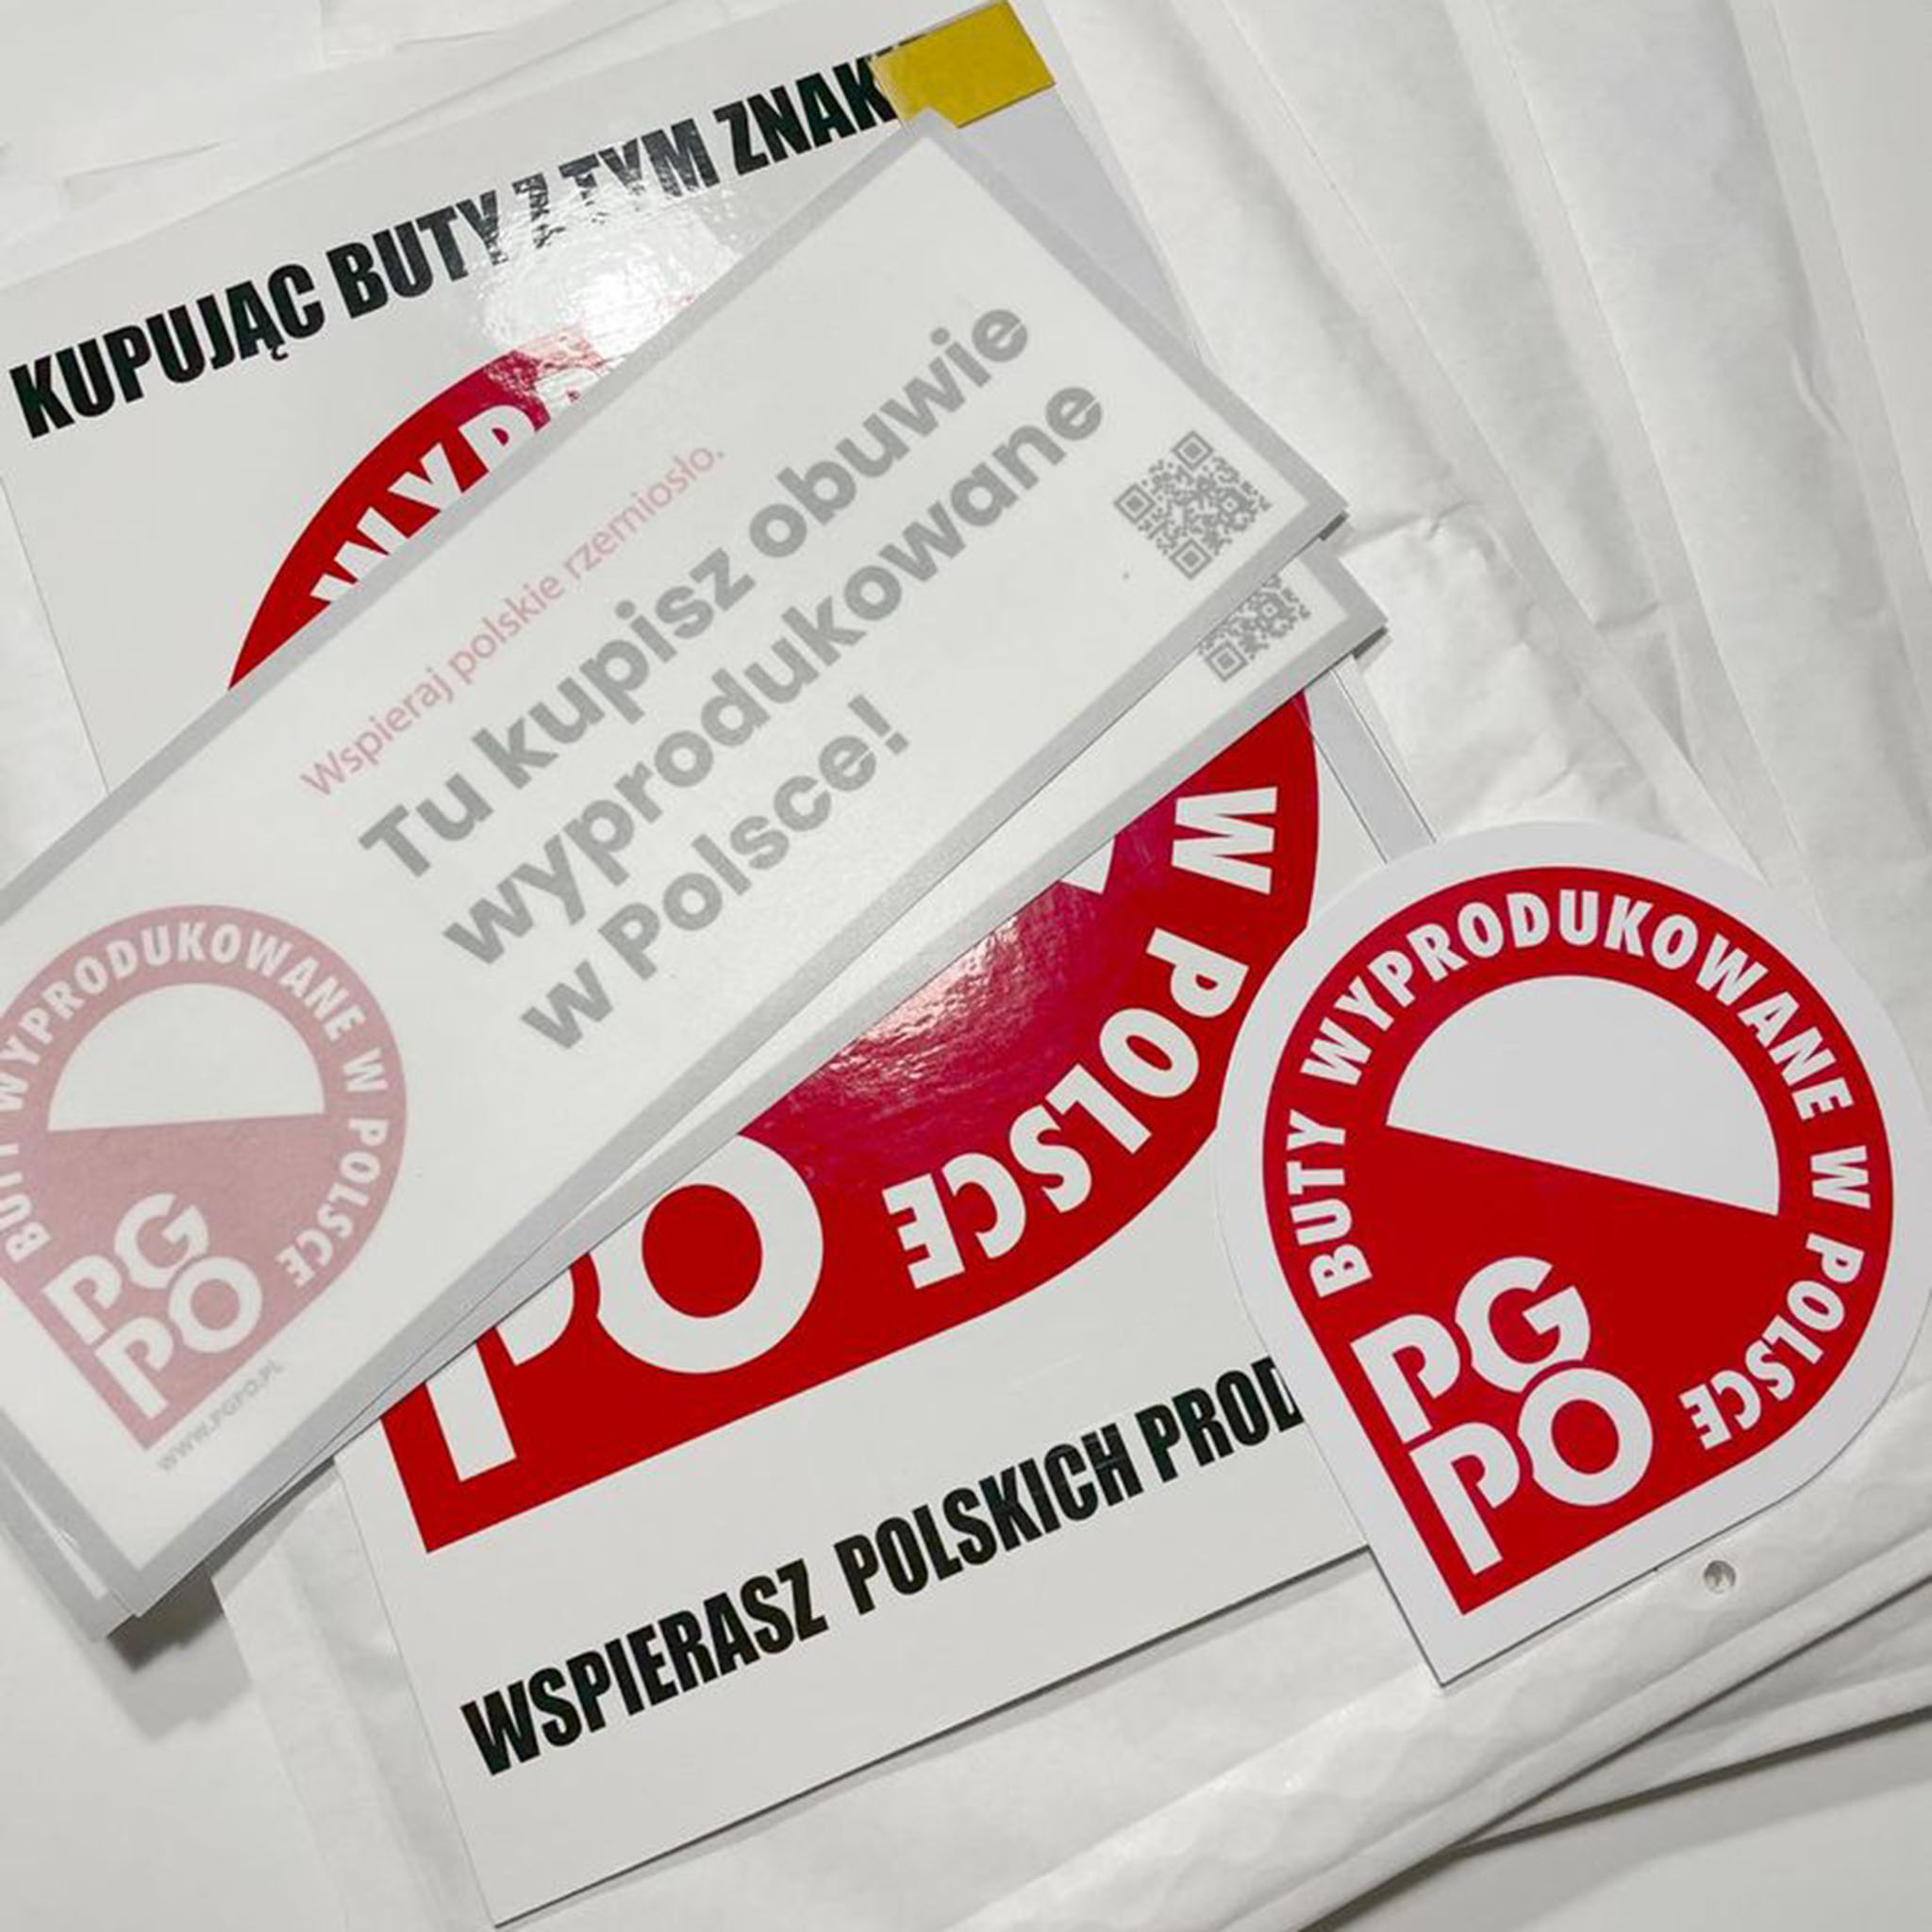 KUPUJĄC BUTY Z TYM ZNAK
Wspieraj polskie rzemiosło.
Tu kupisz obuwie
wyprodukowane
w Polsce!
BUTY WYPRODUKOWANE W POLSCE
PG
PO
WWW.PGPO.PL
W POLSCE
PO
WSPIERASZ POLSKICH PROD
BUTY WYPRODUKOWANE W POLSCE
PG
PO